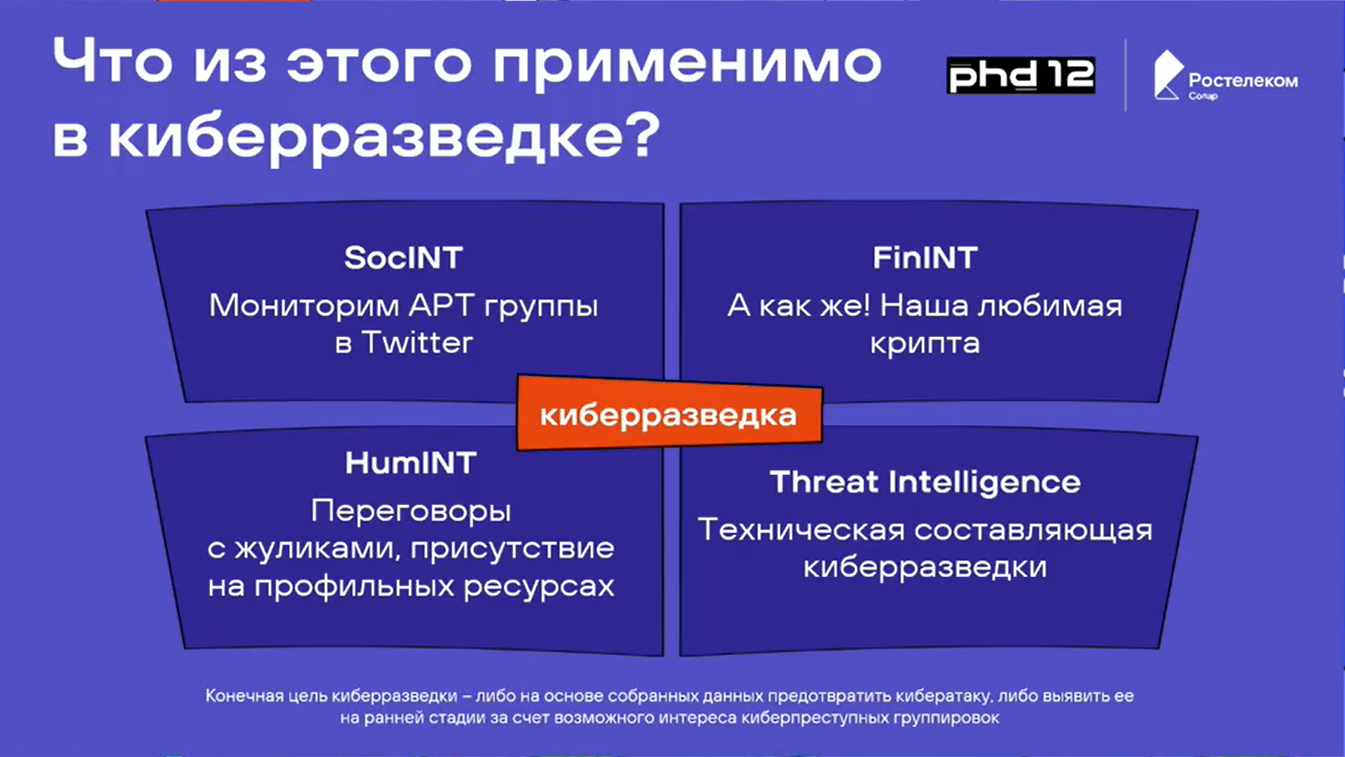 Что из этого применимо
в киберразведке?
phd 12
Ростелеком
Солар
SocINT
Мониторим APT группы
в Twitter
FinINT
А как же! Наша любимая
крипта
киберразведка
HumINT
Переговоры
с жуликами, присутствие
на профильных ресурсах
Threat Intelligence
Техническая составляющая
киберразведки
Конечная цель киберразведки – либо на основе собранных данных предотвратить кибератаку, либо выявить ее
на ранней стадии за счет возможного интереса киберпреступных группировок